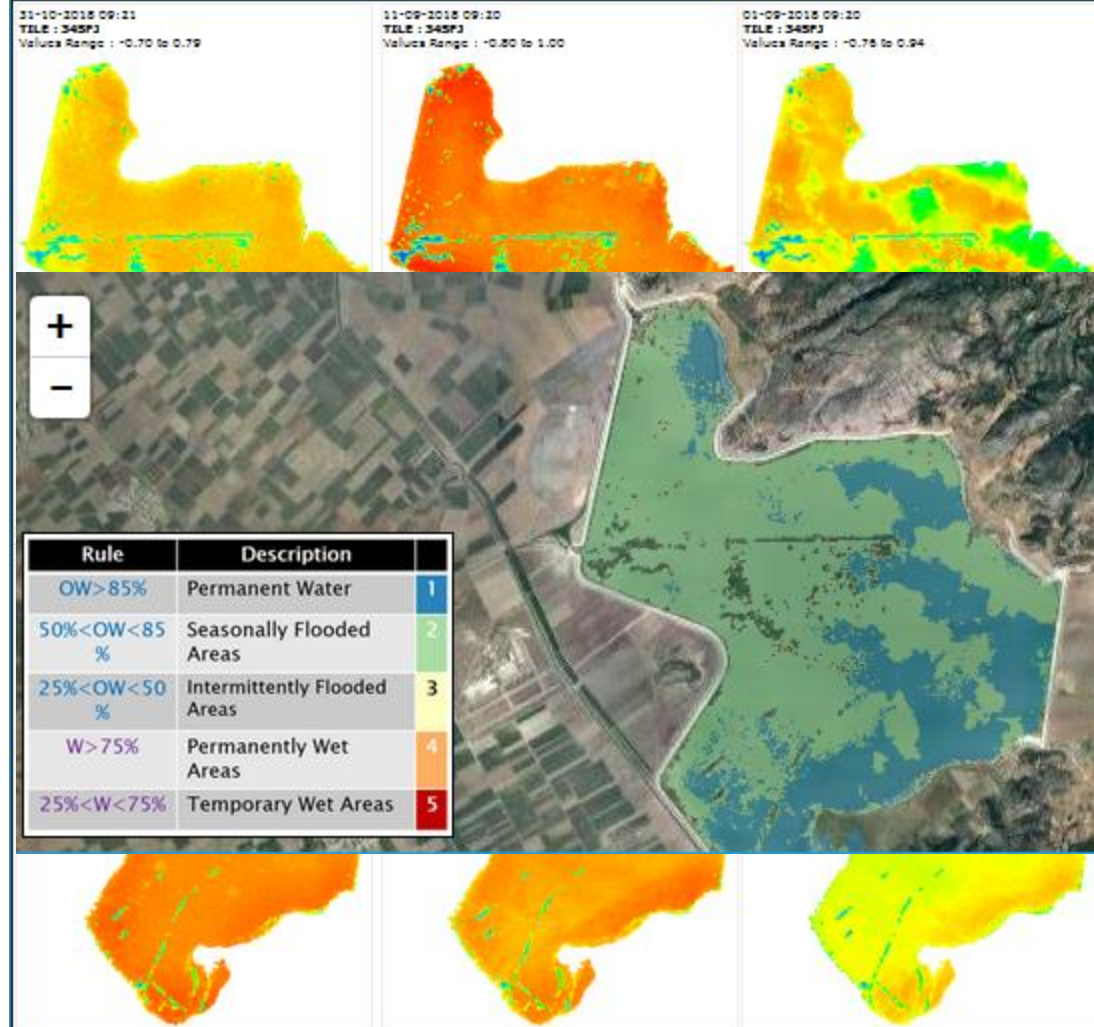 31-10-2018 09:21
TILE : 34SFJ
Values Range : -0.70 to 0.79
11-09-2018 09:20
TILE : 34SFJ
Values Range : -0.80 to 1.00
01-09-2018 09:20
TILE : 34SFJ
Values Range : -0.76 to 0.94
+
−
Rule Description
OW>85% Permanent Water 1
50%<OW<85 Seasonally Flooded 2
% Areas
25%<OW<50 Intermittently Flooded 3
% Areas
W>75% Permanently Wet 4
Areas
25%<W<75% Temporary Wet Areas 5